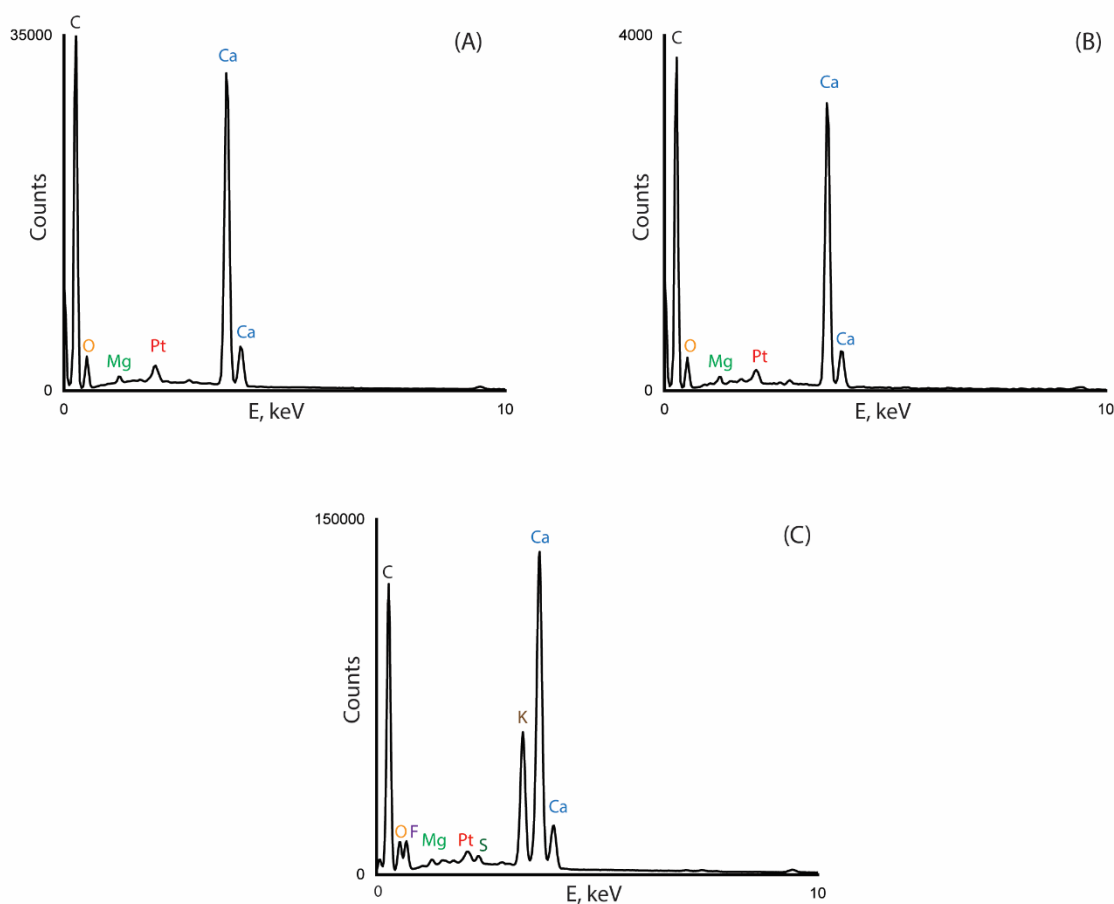 35000
C
Ca
(A)
Counts
O
Mg
Pt
Ca
0
0
E, keV
10
4000
C
Ca
(B)
Counts
O
Mg
Pt
Ca
0
0
E, keV
10
150000
C
Ca
(C)
Counts
K
O
F
Mg
Pt
S
Ca
0
0
E, keV
10